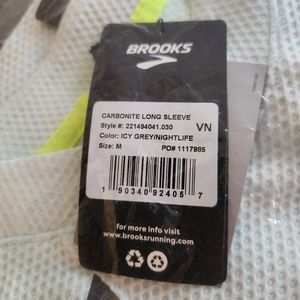 BROOKS
CARBONITE LONG SLEEVE
Style #: 221494041.030 VN
Color: ICY GREY/NIGHTLIFE
Size: M PO# 1117985
1 90340 92405 7
for more info visit
www.brooksrunning.com